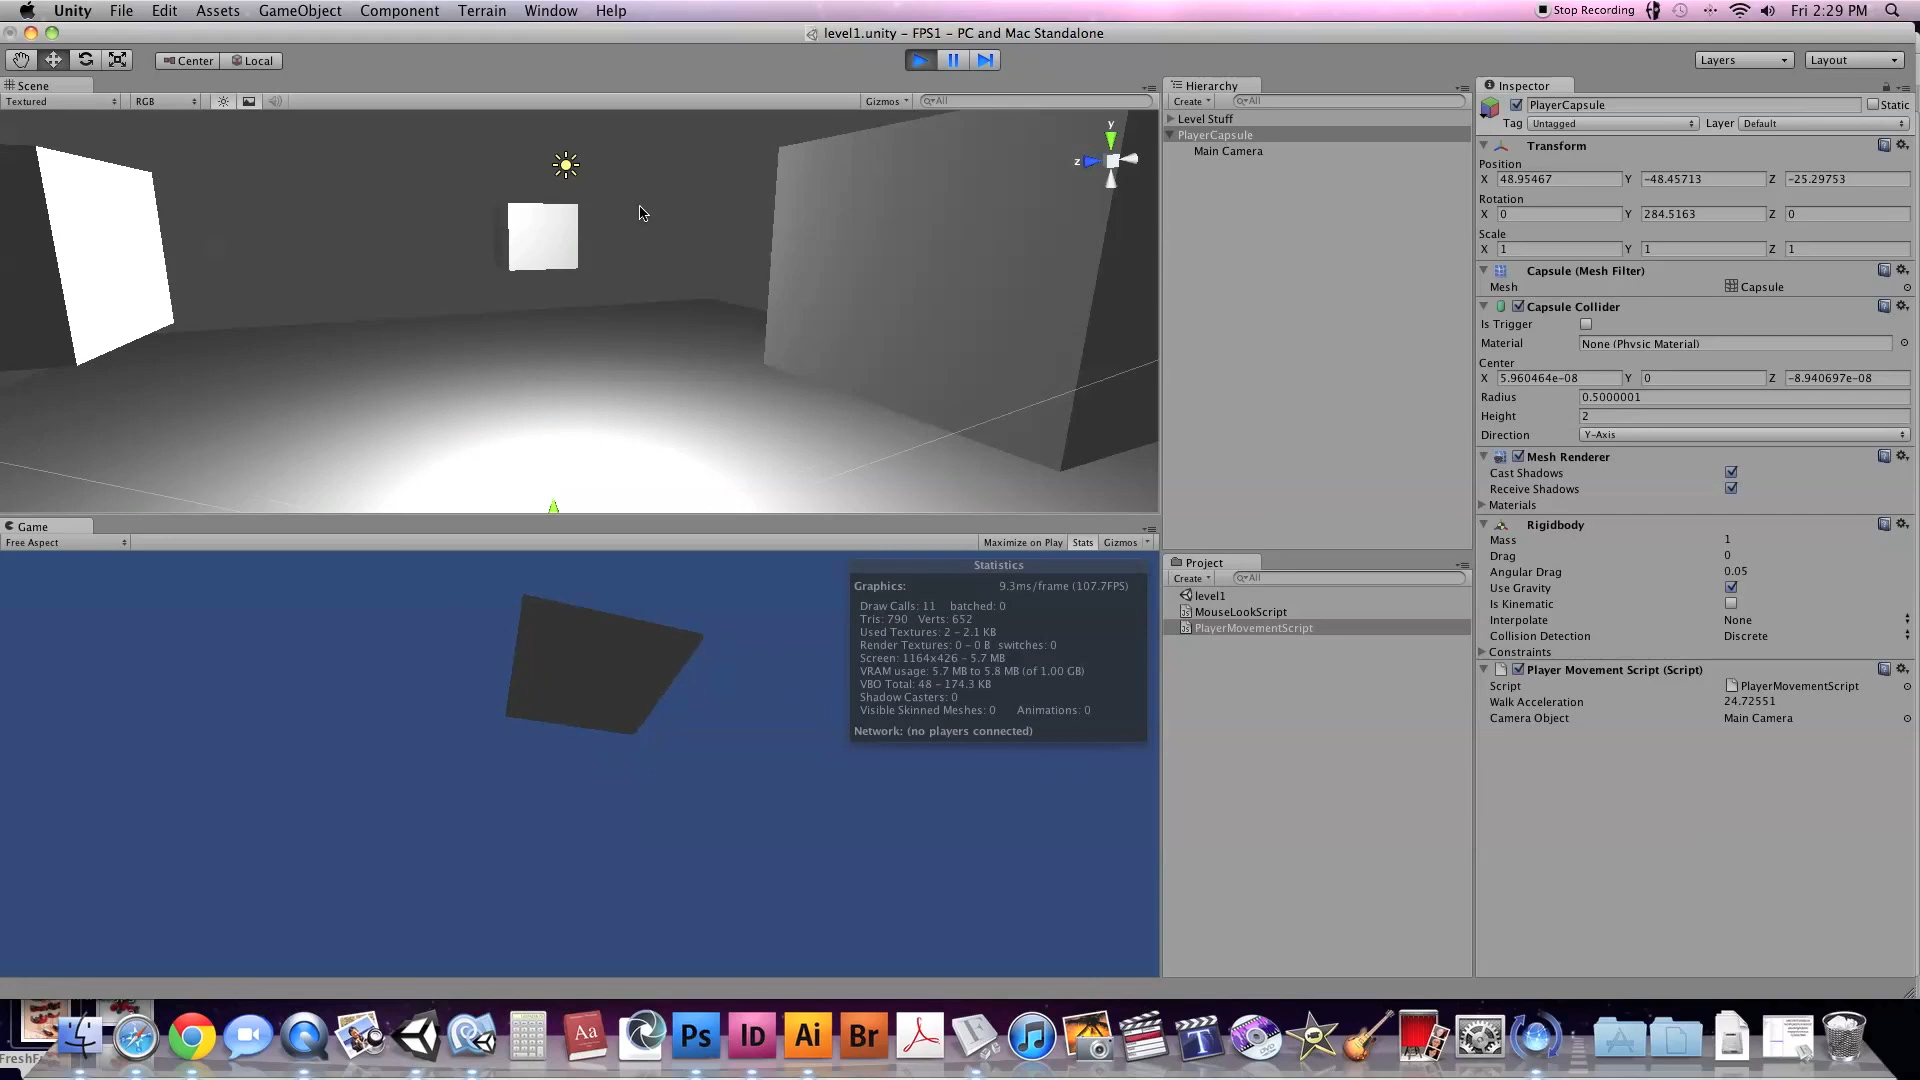 Unity File Edit Assets GameObject Component Terrain Window Help
Stop Recording Fri 2:29 PM
level1.unity – FPS1 – PC and Mac Standalone
Center Local
Layers Layout
Scene
Textured RGB Gizmos All
y
z
Game
Free Aspect Maximize on Play Stats Gizmos
Statistics
Graphics: 9.3ms/frame (107.7FPS)
Draw Calls: 11 batched: 0
Tris: 790 Verts: 652
Used Textures: 2 – 2.1 KB
Render Textures: 0 – 0 B switches: 0
Screen: 1164x426 – 5.7 MB
VRAM usage: 5.7 MB to 5.8 MB (of 1.00 GB)
VBO Total: 48 – 174.3 KB
Shadow Casters: 0
Visible Skinned Meshes: 0 Animations: 0
Network: (no players connected)
Hierarchy
Create All
Level Stuff
PlayerCapsule
Main Camera
Project
Create All
level1
MouseLookScript
PlayerMovementScript
Inspector
PlayerCapsule Static
Tag Untagged Layer Default
Transform
Position
X 48.95467 Y -48.45713 Z -25.29753
Rotation
X 0 Y 284.5163 Z 0
Scale
X 1 Y 1 Z 1
Capsule (Mesh Filter)
Mesh Capsule
Capsule Collider
Is Trigger
Material None (Physic Material)
Center
X 5.960464e-08 Y 0 Z -8.940697e-08
Radius 0.5000001
Height 2
Direction Y-Axis
Mesh Renderer
Cast Shadows
Receive Shadows
Materials
Rigidbody
Mass 1
Drag 0
Angular Drag 0.05
Use Gravity
Is Kinematic
Interpolate None
Collision Detection Discrete
Constraints
Player Movement Script (Script)
Script PlayerMovementScript
Walk Acceleration 24.72551
Camera Object Main Camera
Aa Ps Id Ai Br F T